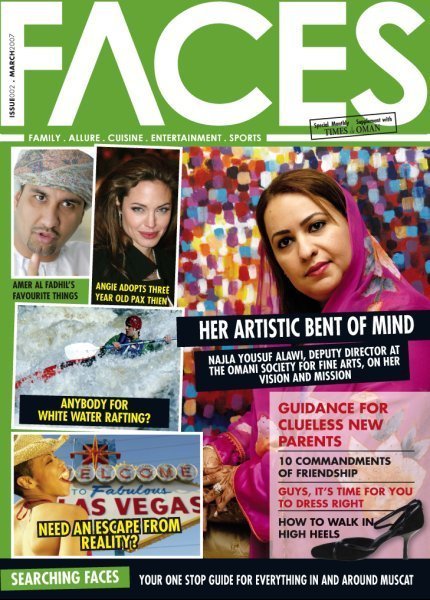 FACES
ISSUE002 . MARCH2007
Special Monthly Supplement with
TIMES of OMAN
FAMILY . ALLURE . CUISINE . ENTERTAINMENT . SPORTS
AMER AL FADHIL'S
FAVOURITE THINGS
ANGIE ADOPTS THREE
YEAR OLD PAX THIEN
HER ARTISTIC BENT OF MIND
NAJLA YOUSUF ALAWI, DEPUTY DIRECTOR AT
THE OMANI SOCIETY FOR FINE ARTS, ON HER
VISION AND MISSION
ANYBODY FOR
WHITE WATER RAFTING?
GUIDANCE FOR
CLUELESS NEW
PARENTS
10 COMMANDMENTS
OF FRIENDSHIP
GUYS, IT'S TIME FOR YOU
TO DRESS RIGHT
HOW TO WALK IN
HIGH HEELS
WELCOME
TO Fabulous
LAS VEGAS
NEED AN ESCAPE FROM
REALITY?
SEARCHING FACES
YOUR ONE STOP GUIDE FOR EVERYTHING IN AND AROUND MUSCAT